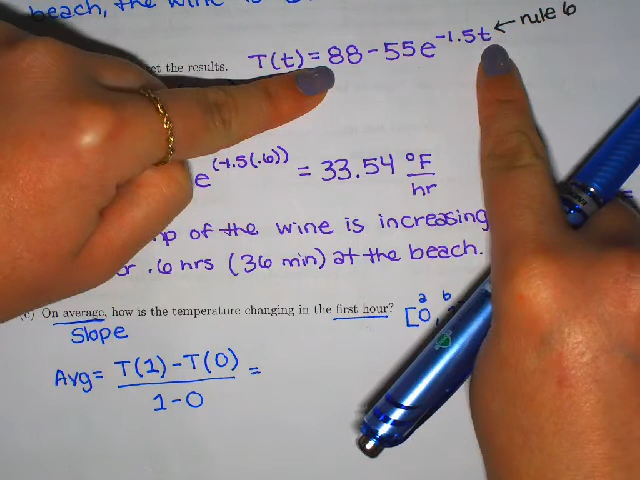 beach, the wine is
the results. T(t) = 88 - 55e^-1.5t ← rule 6
e^(-1.5(.6)) = 33.54 °F/hr
of the wine is increasing
.6 hrs (36 min) at the beach.
On average, how is the temperature changing in the first hour? [0,
a b
Slope
Avg = T(1) - T(0) / 1 - 0 =